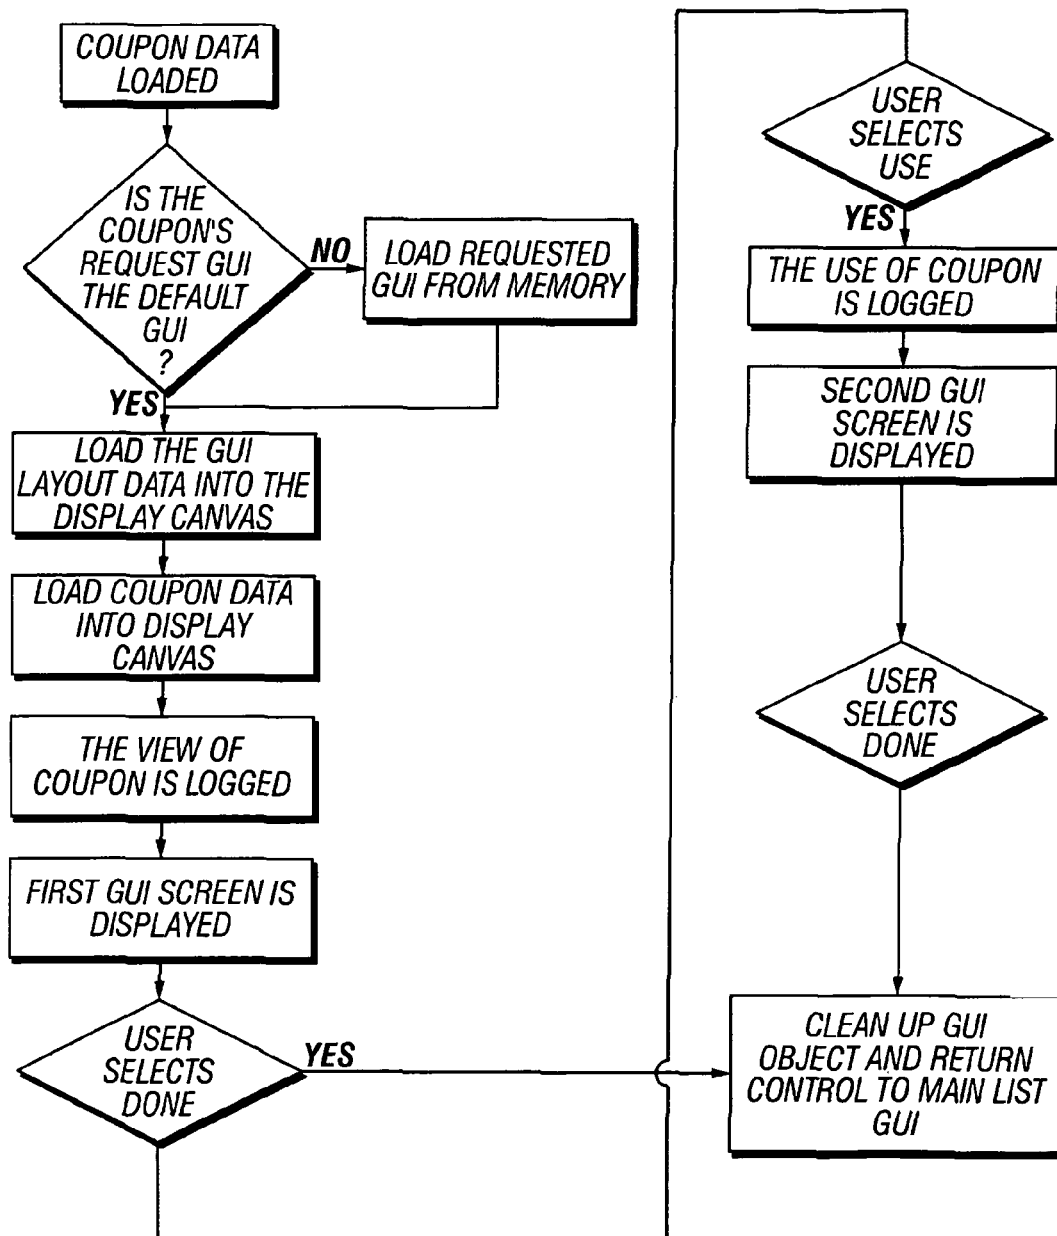 COUPON DATA
LOADED
IS THE
COUPON'S
REQUEST GUI
THE DEFAULT
GUI
?
NO
LOAD REQUESTED
GUI FROM MEMORY
YES
LOAD THE GUI
LAYOUT DATA INTO THE
DISPLAY CANVAS
LOAD COUPON DATA
INTO DISPLAY
CANVAS
THE VIEW OF
COUPON IS LOGGED
FIRST GUI SCREEN IS
DISPLAYED
USER
SELECTS
DONE
YES
USER
SELECTS
USE
YES
THE USE OF COUPON
IS LOGGED
SECOND GUI
SCREEN IS
DISPLAYED
USER
SELECTS
DONE
CLEAN UP GUI
OBJECT AND RETURN
CONTROL TO MAIN LIST
GUI